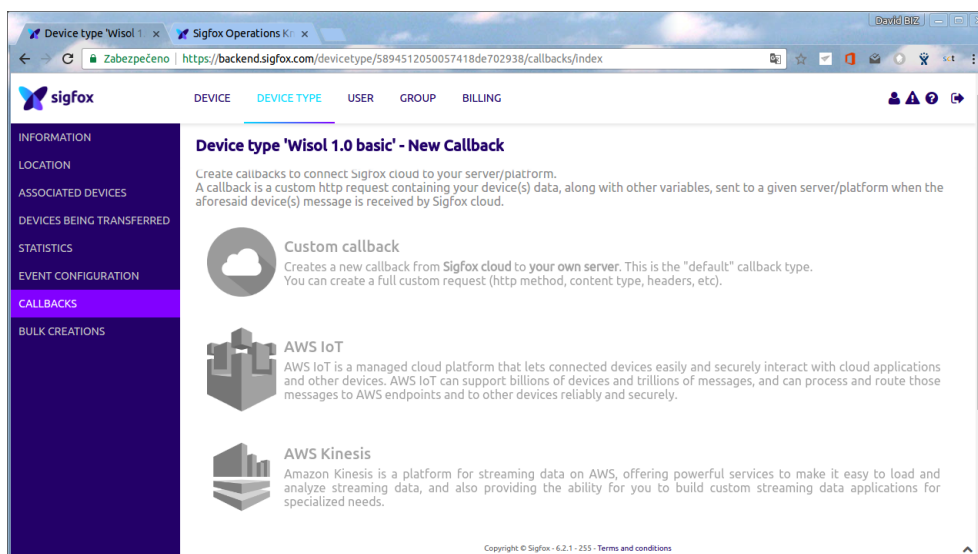 David BIZ
Device type 'Wisol 1
Sigfox Operations Kn
Zabezpečeno
https://backend.sigfox.com/devicetype/5894512050057418de702938/callbacks/index
sigfox
DEVICE
DEVICE TYPE
USER
GROUP
BILLING
INFORMATION
LOCATION
ASSOCIATED DEVICES
DEVICES BEING TRANSFERRED
STATISTICS
EVENT CONFIGURATION
CALLBACKS
BULK CREATIONS
Device type 'Wisol 1.0 basic' - New Callback
Create callbacks to connect Sigfox cloud to your server/platform.
A callback is a custom http request containing your device(s) data, along with other variables, sent to a given server/platform when the
aforesaid device(s) message is received by Sigfox cloud.
Custom callback
Creates a new callback from Sigfox cloud to your own server. This is the "default" callback type.
You can create a full custom request (http method, content type, headers, etc).
AWS IoT
AWS IoT is a managed cloud platform that lets connected devices easily and securely interact with cloud applications
and other devices. AWS IoT can support billions of devices and trillions of messages, and can process and route those
messages to AWS endpoints and to other devices reliably and securely.
AWS Kinesis
Amazon Kinesis is a platform for streaming data on AWS, offering powerful services to make it easy to load and
analyze streaming data, and also providing the ability for you to build custom streaming data applications for
specialized needs.
Copyright © Sigfox - 6.2.1 - 255 - Terms and conditions